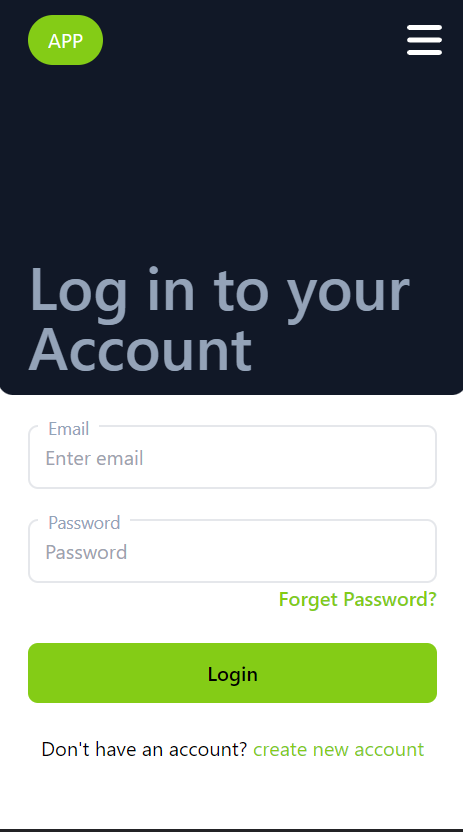 APP
Log in to your
Account
Email
Enter email
Password
Password
Forget Password?
Login
Don't have an account? create new account